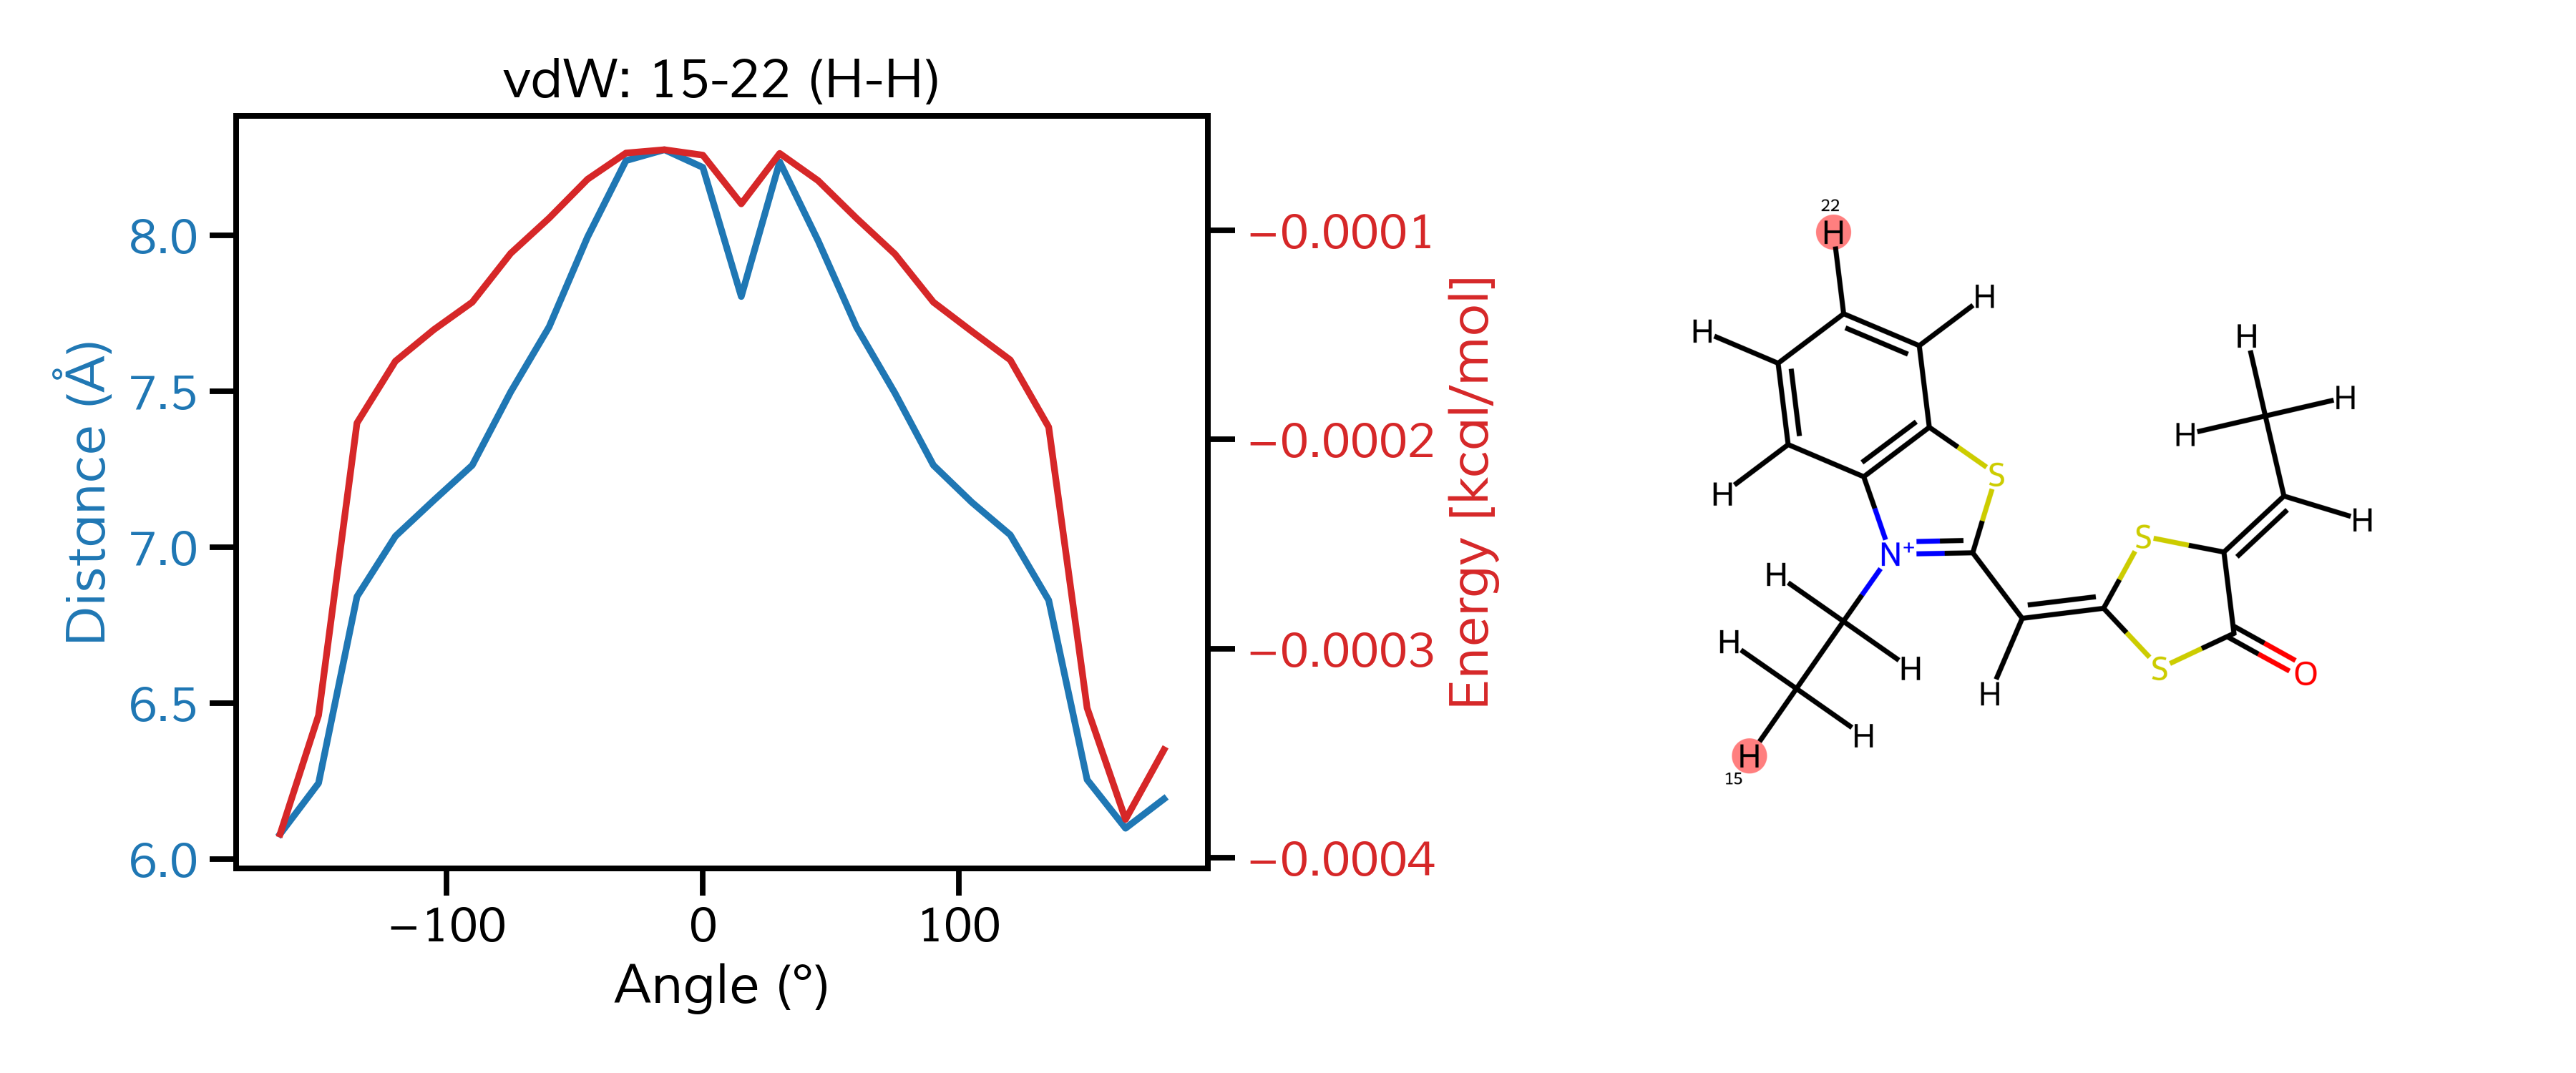 vdW: 15-22 (H-H)
Distance (Å)
8.0
7.5
7.0
6.5
6.0
−100
0
100
Angle (°)
−0.0001
−0.0002
−0.0003
−0.0004
Energy [kcal/mol]
22
H
H
H
H
H
H
H
S
H
S
H
N+
H
H
H
S
O
H
H
H
15